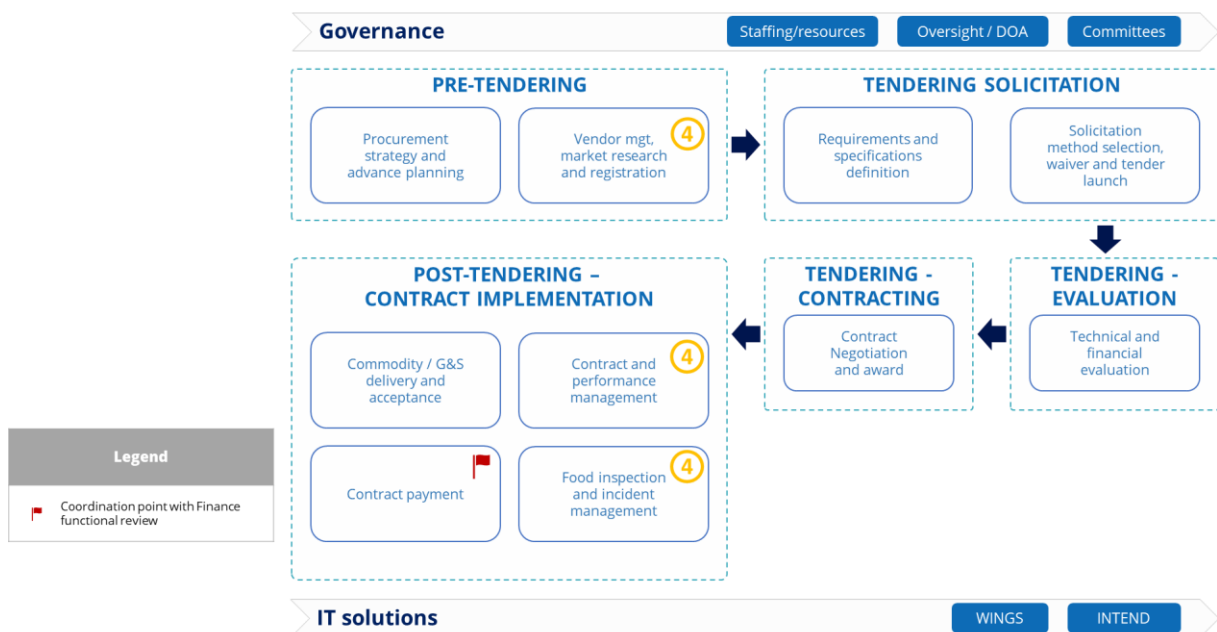 Governance
Staffing/resources
Oversight / DOA
Committees
PRE-TENDERING
Procurement
strategy and
advance planning
Vendor mgt,
market research
and registration
4
TENDERING SOLICITATION
Requirements and
specifications
definition
Solicitation
method selection,
waiver and tender
launch
POST-TENDERING –
CONTRACT IMPLEMENTATION
Commodity / G&S
delivery and
acceptance
Contract and
performance
management
4
Contract payment
Food inspection
and incident
management
4
TENDERING -
CONTRACTING
Contract
Negotiation
and award
TENDERING -
EVALUATION
Technical and
financial
evaluation
Legend
Coordination point with Finance
functional review
IT solutions
WINGS
INTEND